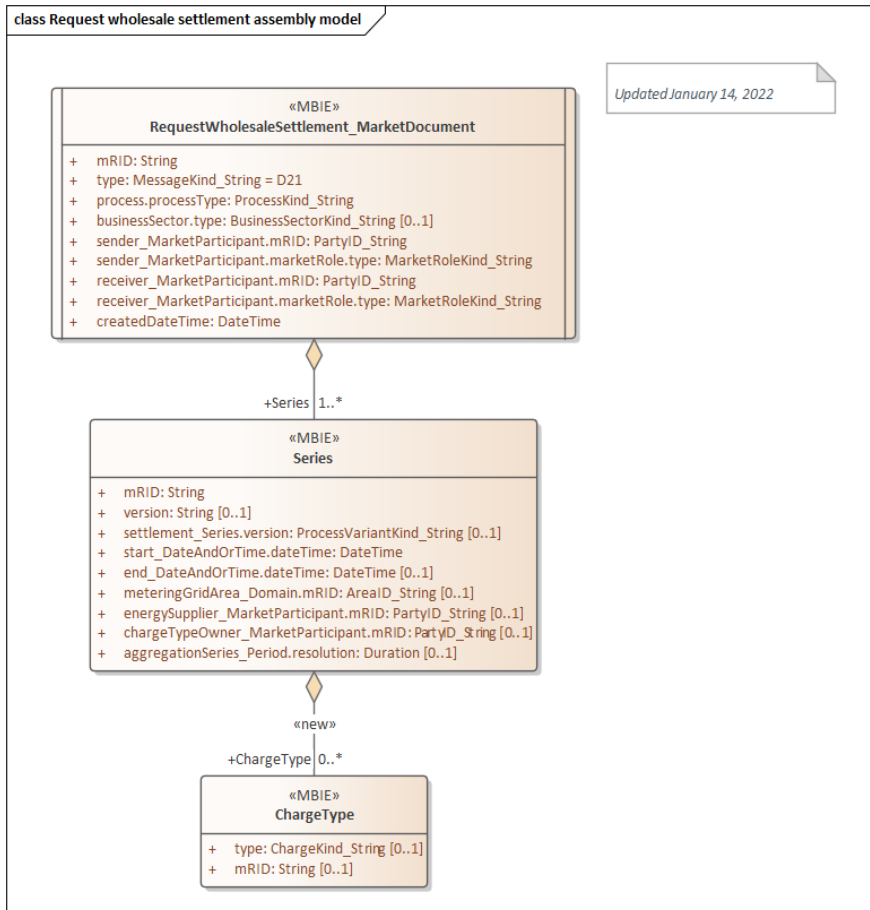 class Request wholesale settlement assembly model
Updated January 14, 2022
«MBIE»
RequestWholesaleSettlement_MarketDocument
+ mRID: String
+ type: MessageKind_String = D21
+ process.processType: ProcessKind_String
+ businessSector.type: BusinessSectorKind_String [0..1]
+ sender_MarketParticipant.mRID: PartyID_String
+ sender_MarketParticipant.marketRole.type: MarketRoleKind_String
+ receiver_MarketParticipant.mRID: PartyID_String
+ receiver_MarketParticipant.marketRole.type: MarketRoleKind_String
+ createdDateTime: DateTime
+Series 1..*
«MBIE»
Series
+ mRID: String
+ version: String [0..1]
+ settlement_Series.version: ProcessVariantKind_String [0..1]
+ start_DateAndOrTime.dateTime: DateTime
+ end_DateAndOrTime.dateTime: DateTime [0..1]
+ meteringGridArea_Domain.mRID: AreaID_String [0..1]
+ energySupplier_MarketParticipant.mRID: PartyID_String [0..1]
+ chargeTypeOwner_MarketParticipant.mRID: PartyID_String [0..1]
+ aggregationSeries_Period.resolution: Duration [0..1]
«new»
+ChargeType 0..*
«MBIE»
ChargeType
+ type: ChargeKind_String [0..1]
+ mRID: String [0..1]